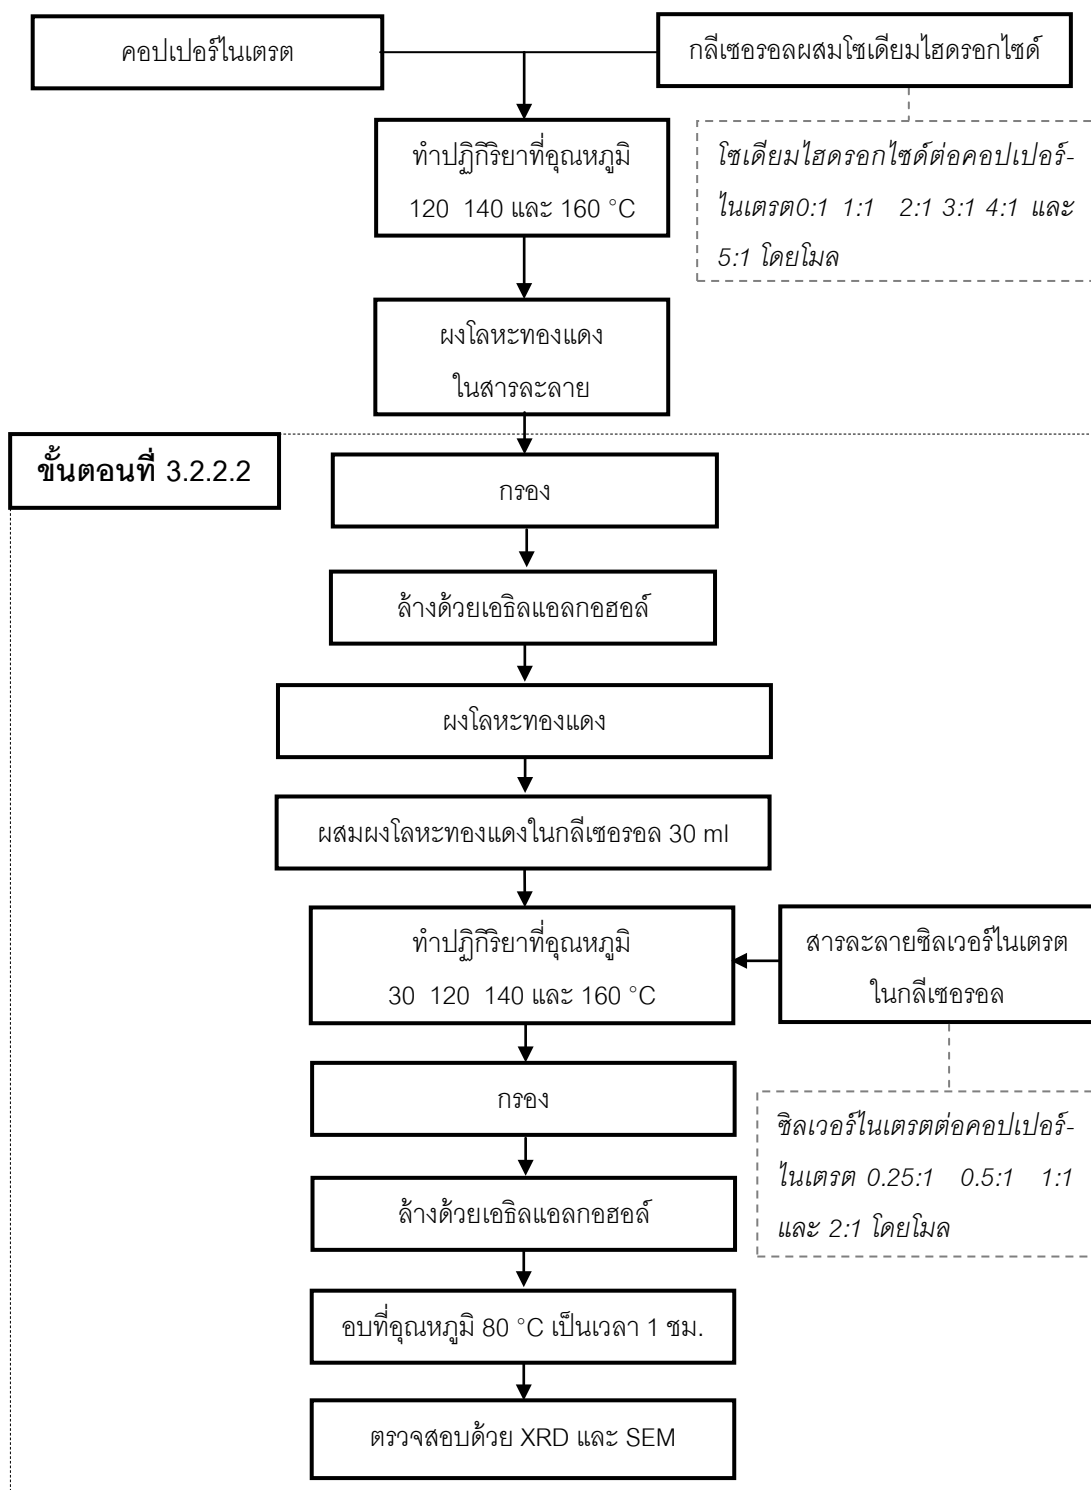 คอปเปอร์ไนเตรต
กลีเซอรอลผสมโซเดียมไฮดรอกไซด์
ทำปฏิกิริยาที่อุณหภูมิ
120 140 และ 160 °C
โซเดียมไฮดรอกไซด์ต่อคอปเปอร์-
ไนเตรต0:1 1:1 2:1 3:1 4:1 และ
5:1 โดยโมล
ผงโลหะทองแดง
ในสารละลาย
ขั้นตอนที่ 3.2.2.2
กรอง
ล้างด้วยเอธิลแอลกอฮอล์
ผงโลหะทองแดง
ผสมผงโลหะทองแดงในกลีเซอรอล 30 ml
ทำปฏิกิริยาที่อุณหภูมิ
30 120 140 และ 160 °C
สารละลายซิลเวอร์ไนเตรต
ในกลีเซอรอล
กรอง
ซิลเวอร์ไนเตรตต่อคอปเปอร์-
ไนเตรต 0.25:1 0.5:1 1:1
และ 2:1 โดยโมล
ล้างด้วยเอธิลแอลกอฮอล์
อบที่อุณหภูมิ 80 °C เป็นเวลา 1 ชม.
ตรวจสอบด้วย XRD และ SEM